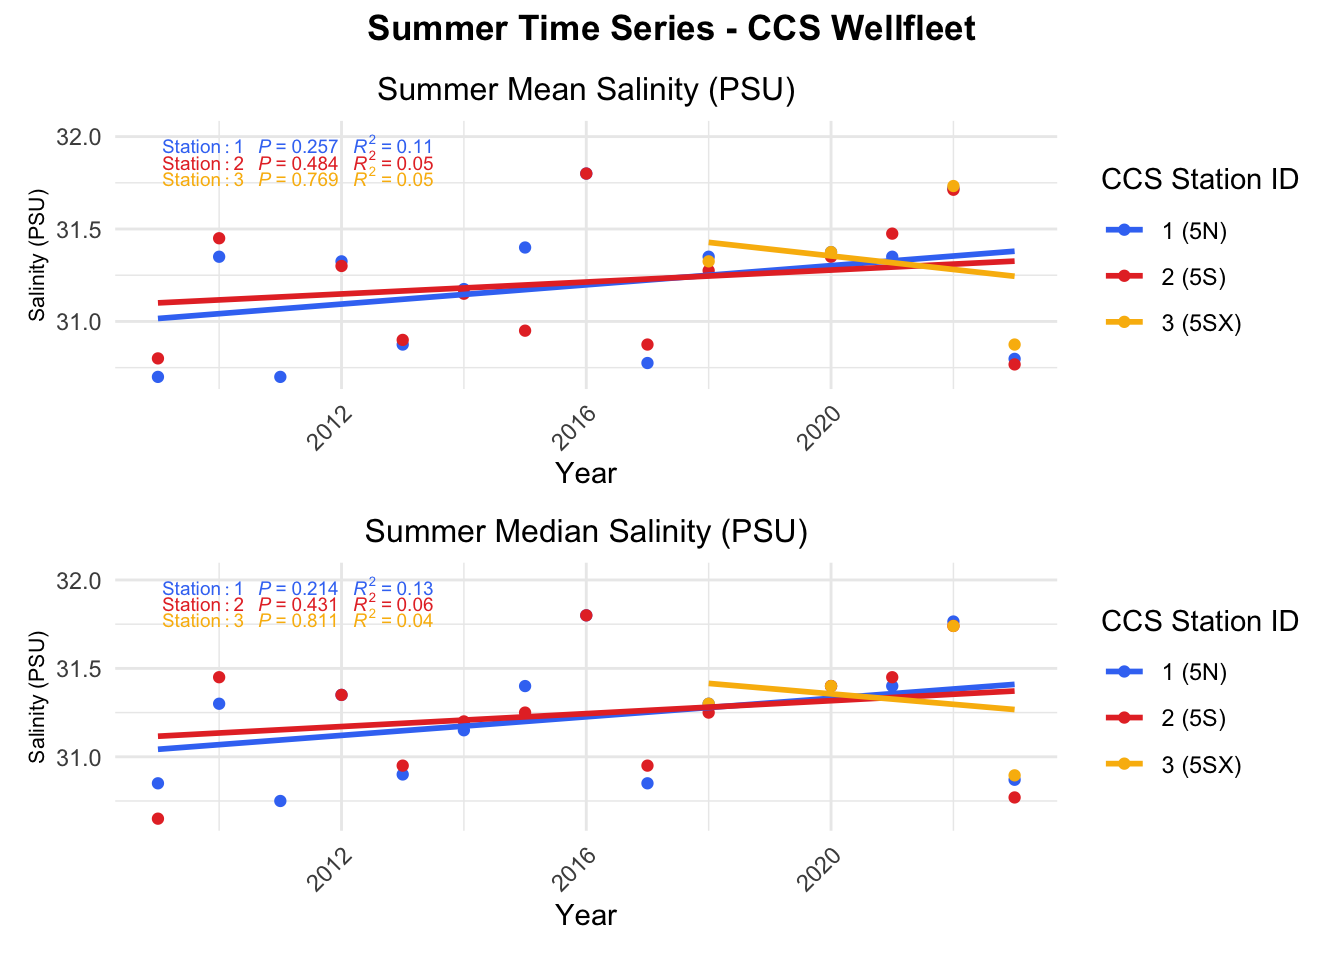 Summer Time Series - CCS Wellfleet
Summer Mean Salinity (PSU)
32.0
31.5
31.0
Salinity (PSU)
Station: 1 P = 0.257 R² = 0.11
Station: 2 P = 0.484 R² = 0.05
Station: 3 P = 0.769 R² = 0.05
2012
2016
2020
Year
CCS Station ID
1 (5N)
2 (5S)
3 (5SX)
Summer Median Salinity (PSU)
32.0
31.5
31.0
Salinity (PSU)
Station: 1 P = 0.214 R² = 0.13
Station: 2 P = 0.431 R² = 0.06
Station: 3 P = 0.811 R² = 0.04
2012
2016
2020
Year
CCS Station ID
1 (5N)
2 (5S)
3 (5SX)